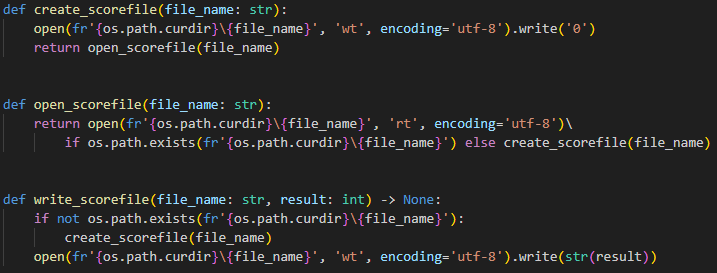 def create_scorefile(file_name: str):
    open(fr'{os.path.curdir}\{file_name}', 'wt', encoding='utf-8').write('0')
    return open_scorefile(file_name)
def open_scorefile(file_name: str):
    return open(fr'{os.path.curdir}\{file_name}', 'rt', encoding='utf-8')\
        if os.path.exists(fr'{os.path.curdir}\{file_name}') else create_scorefile(file_name)
def write_scorefile(file_name: str, result: int) -> None:
    if not os.path.exists(fr'{os.path.curdir}\{file_name}'):
        create_scorefile(file_name)
    open(fr'{os.path.curdir}\{file_name}', 'wt', encoding='utf-8').write(str(result))